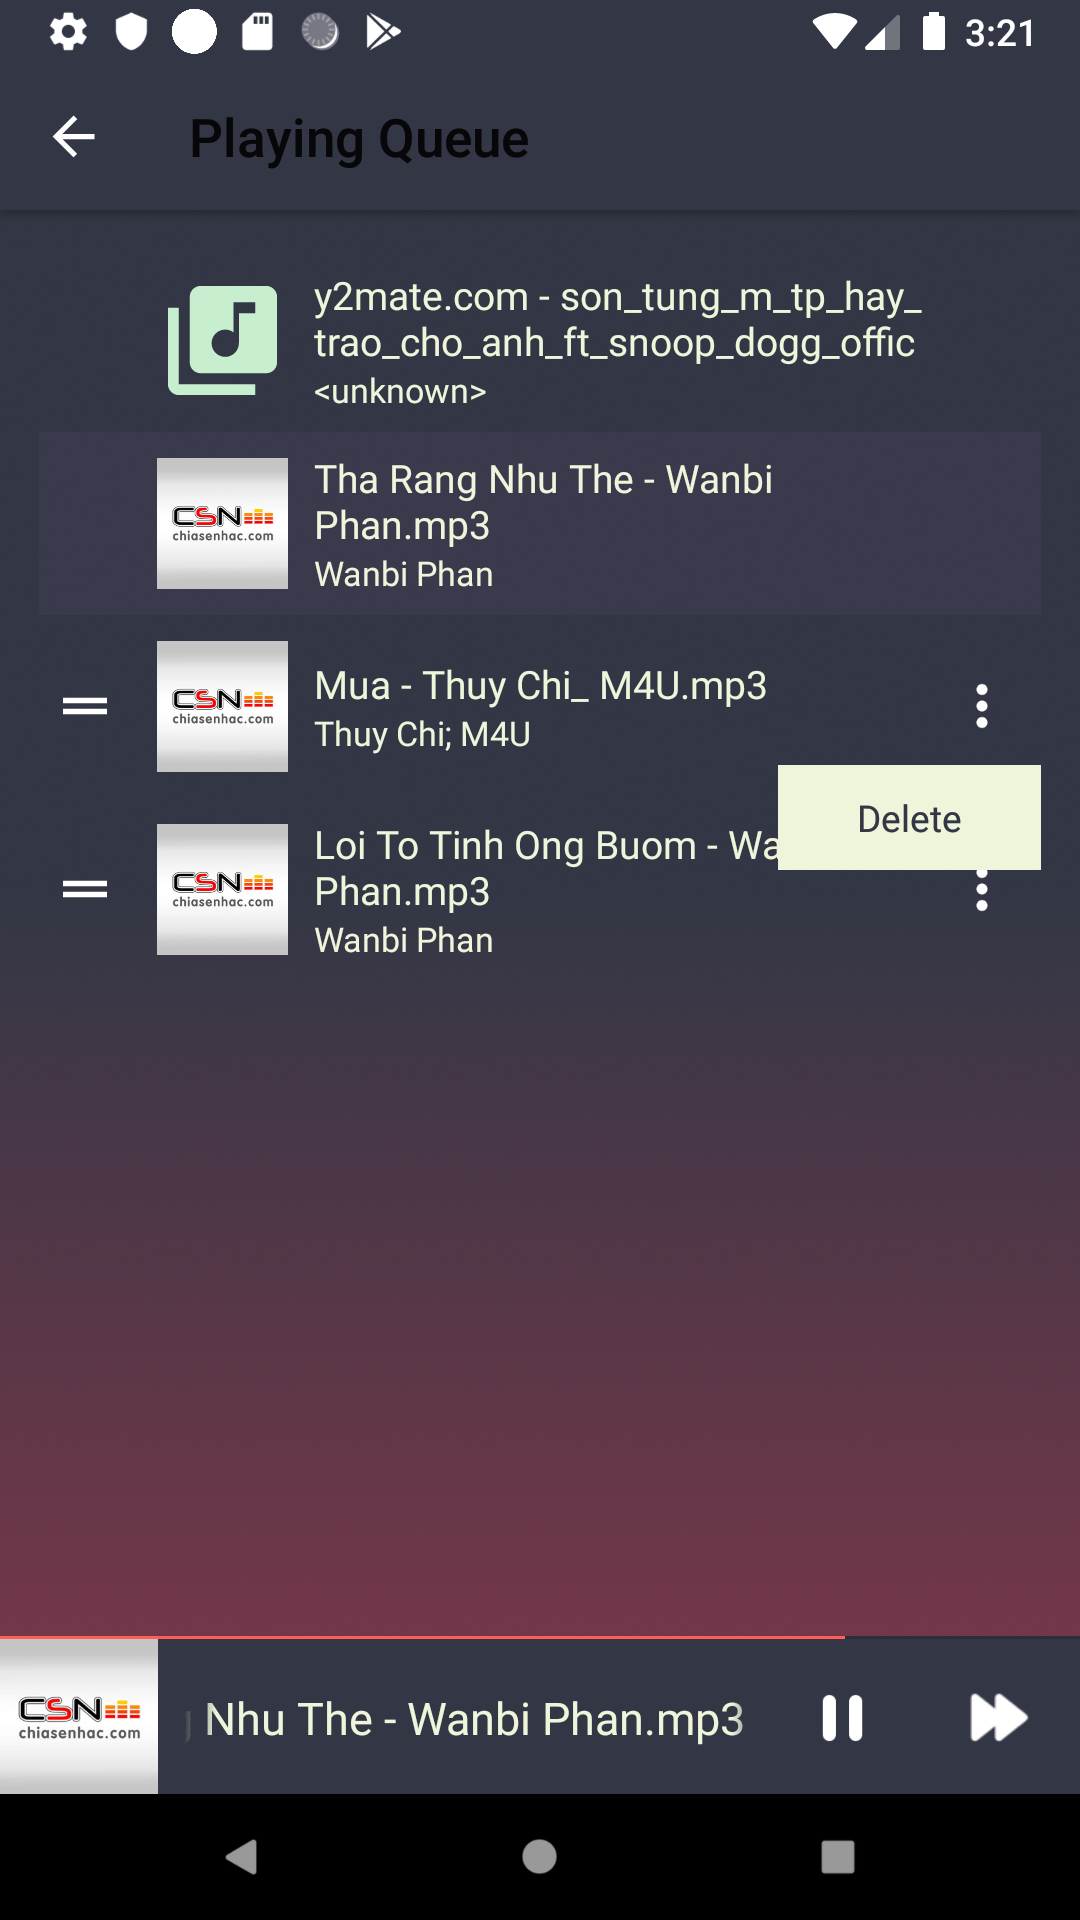 3:21
Playing Queue
y2mate.com - son_tung_m_tp_hay_
trao_cho_anh_ft_snoop_dogg_offic
<unknown>
CSN
chiasenhac.com
Tha Rang Nhu The - Wanbi
Phan.mp3
Wanbi Phan
CSN
chiasenhac.com
Mua - Thuy Chi_ M4U.mp3
Thuy Chi; M4U
Delete
CSN
chiasenhac.com
Loi To Tinh Ong Buom - Wa
Phan.mp3
Wanbi Phan
CSN
chiasenhac.com
Nhu The - Wanbi Phan.mp3